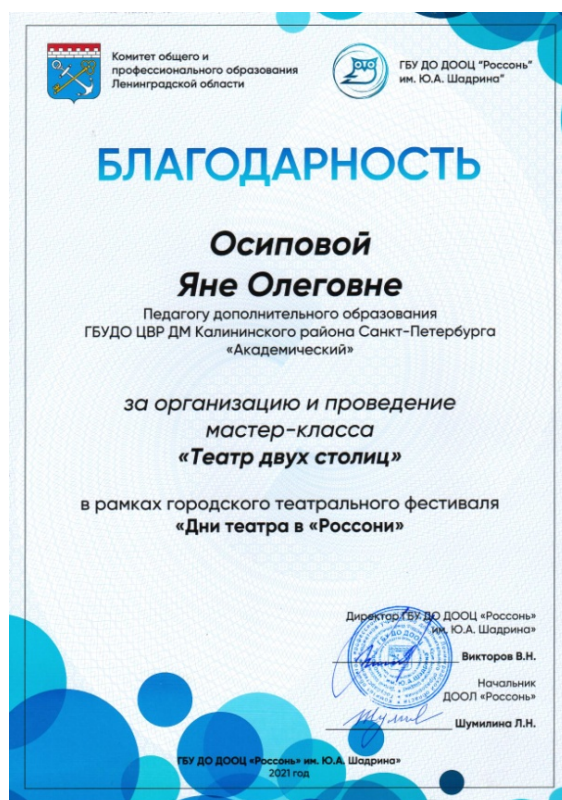 Комитет общего и
профессионального образования
Ленинградской области
ГБУ ДО ДООЦ "Россонь"
им. Ю.А. Шадрина"
БЛАГОДАРНОСТЬ
Осиповой
Яне Олеговне
Педагогу дополнительного образования
ГБУДО ЦВР ДМ Калининского района Санкт-Петербурга
«Академический»
за организацию и проведение
мастер-класса
«Театр двух столиц»
в рамках городского театрального фестиваля
«Дни театра в «Россони»
Директор ГБУ ДО ДООЦ «Россонь»
им. Ю.А. Шадрина»
Викторов В.Н.
Начальник
ДООЛ «Россонь»
Шумилина Л.Н.
ГБУ ДО ДООЦ «Россонь» им. Ю.А. Шадрина»
2021 год